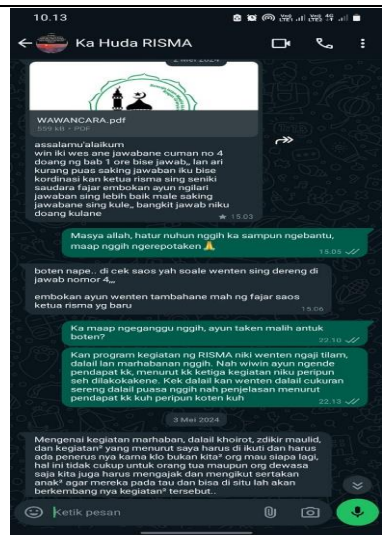 10.13
Ka Huda RISMA
2 Mei 2024
WAWANCARA.pdf
559 kB • PDF
assalamu'alaikum
win iki wes ane jawabane cuman no 4
doang ng bab 1 ore bise jawab,, lan ari
kurang puas saking jawaban iku bise
kordinasi kan ketua risma sing seniki
saudara fajar embokan ayun ngilari
jawaban sing lebih baik male saking
jawabane sing kule,, bangkit jawab niku
doang kulane
15.03
Masya allah, hatur nuhun nggih ka sampun ngebantu,
maap nggih ngerepotaken 🙏
15.05
boten nape.. di cek saos yah soale wenten sing dereng di
jawab nomor 4,,
embokan ayun wenten tambahane mah ng fajar saos
ketua risma yg baru
15.06
Ka maap ngeganggu nggih, ayun taken malih antuk
boten?
22.10
Kan program kegiatan ng RISMA niki wenten ngaji tilam,
dalail lan marhabanan nggih. Nah wiwin ayun ngende
pendapat kk, menurut kk ketiga kegiatan niku peripun
seh dilakokakene. Kek dalail kan wenten dalail cukuran
sereng dalail puasa nggih nah penjelasan menurut
pendapat kk kuh peripun koten kuh
22.13
3 Mei 2024
Mengenai kegiatan marhaban, dalail khoirot, zdikir maulid,
dan kegiatan² yang menurut saya harus di ikuti dan harus
ada penerus nya karna klo bukan kita² org mau siapa lagi,
hal ini tidak cukup untuk orang tua maupun org dewasa
saja kita juga harus mengajak dan mengikut sertakan
anak² agar mereka pada tau dan bisa di situ lah akan
berkembang nya kegiatan² tersebut..
Ketik pesan